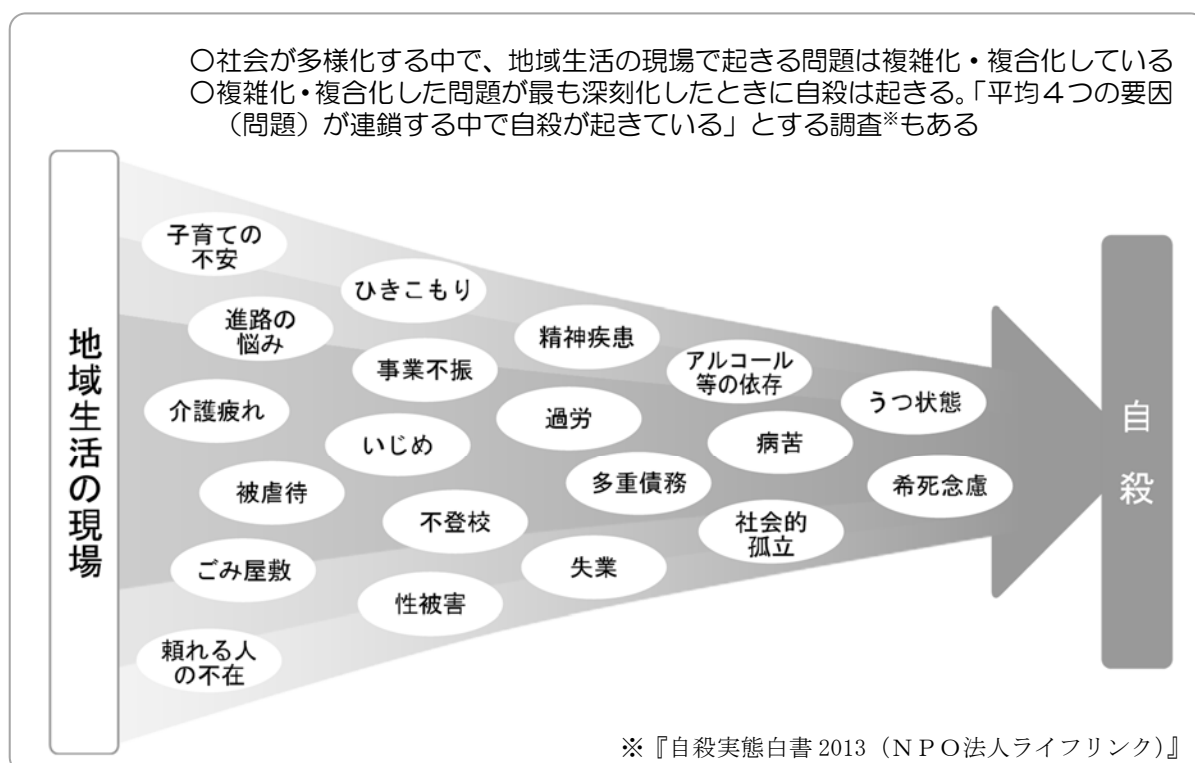 〇社会が多様化する中で、地域生活の現場で起きる問題は複雑化・複合化している
〇複雑化・複合化した問題が最も深刻化したときに自殺は起きる。「平均４つの要因
（問題）が連鎖する中で自殺が起きている」とする調査※もある
地域生活の現場
子育ての
不安
進路の
悩み
介護疲れ
被虐待
ごみ屋敷
頼れる人
の不在
ひきこもり
事業不振
いじめ
不登校
性被害
精神疾患
過労
多重債務
失業
アルコール
等の依存
病苦
社会的
孤立
うつ状態
希死念慮
自殺
※『自殺実態白書 2013（ＮＰＯ法人ライフリンク）』